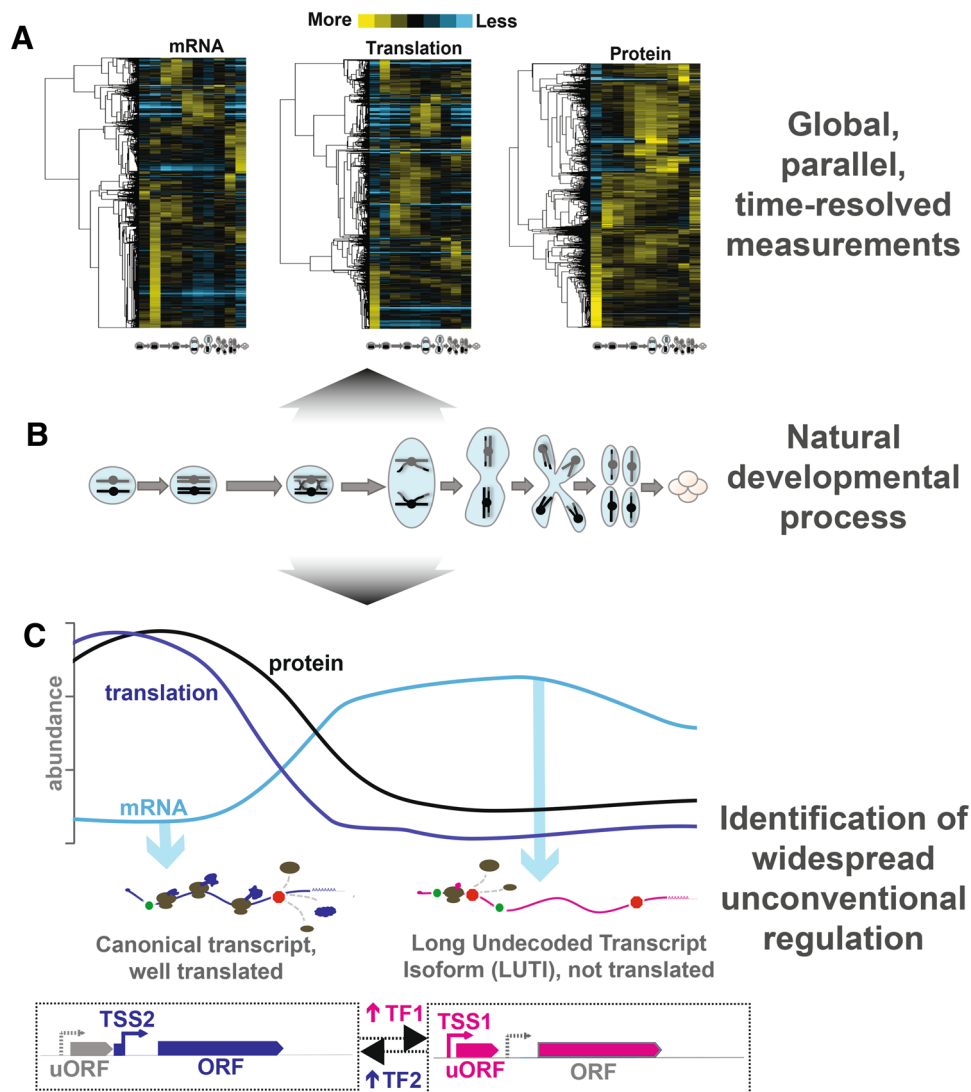 More Less
A
mRNA
Translation
Protein
Global,
parallel,
time-resolved
measurements
B
Natural
developmental
process
C
abundance
protein
translation
mRNA
Canonical transcript,
well translated
Long Undecoded Transcript
Isoform (LUTI), not translated
Identification of
widespread
unconventional
regulation
TSS2
uORF
ORF
TF1
TF2
TSS1
uORF
ORF